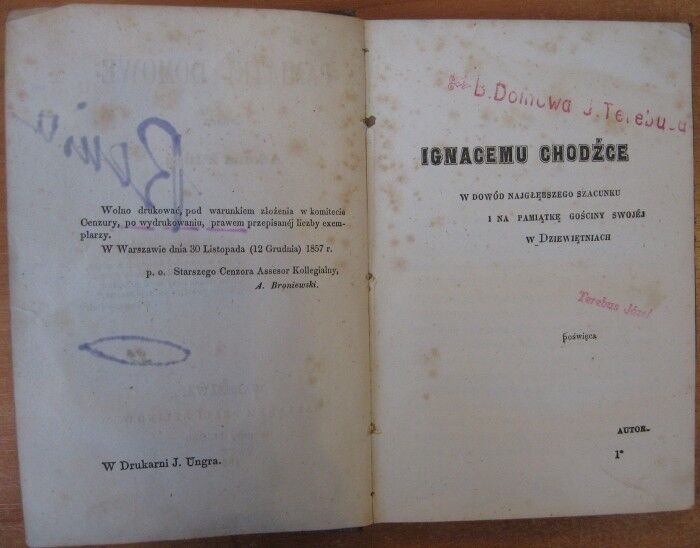 Wolno drukować, pod warunkiem złożenia w komitecie
Cenzury, po wydrukowaniu, prawem przepisanéj liczby exem-
plarzy.
W Warszawie dnia 30 Listopada (12 Grudnia) 1857 r.
p. o. Starszego Cenzora Assesor Kollegialny,
A. Broniewski.
W Drukarni J. Ungra.
B. Domowa J. Terebusa
IGNACEMU CHODŹCE
W DOWÓD NAJGŁĘBSZEGO SZACUNKU
I NA PAMIĄTKĘ GOŚCINY SWOJÉJ
W DZIEWIĘTNIACH
Terebus Józef
poświęca
AUTOR.
1*